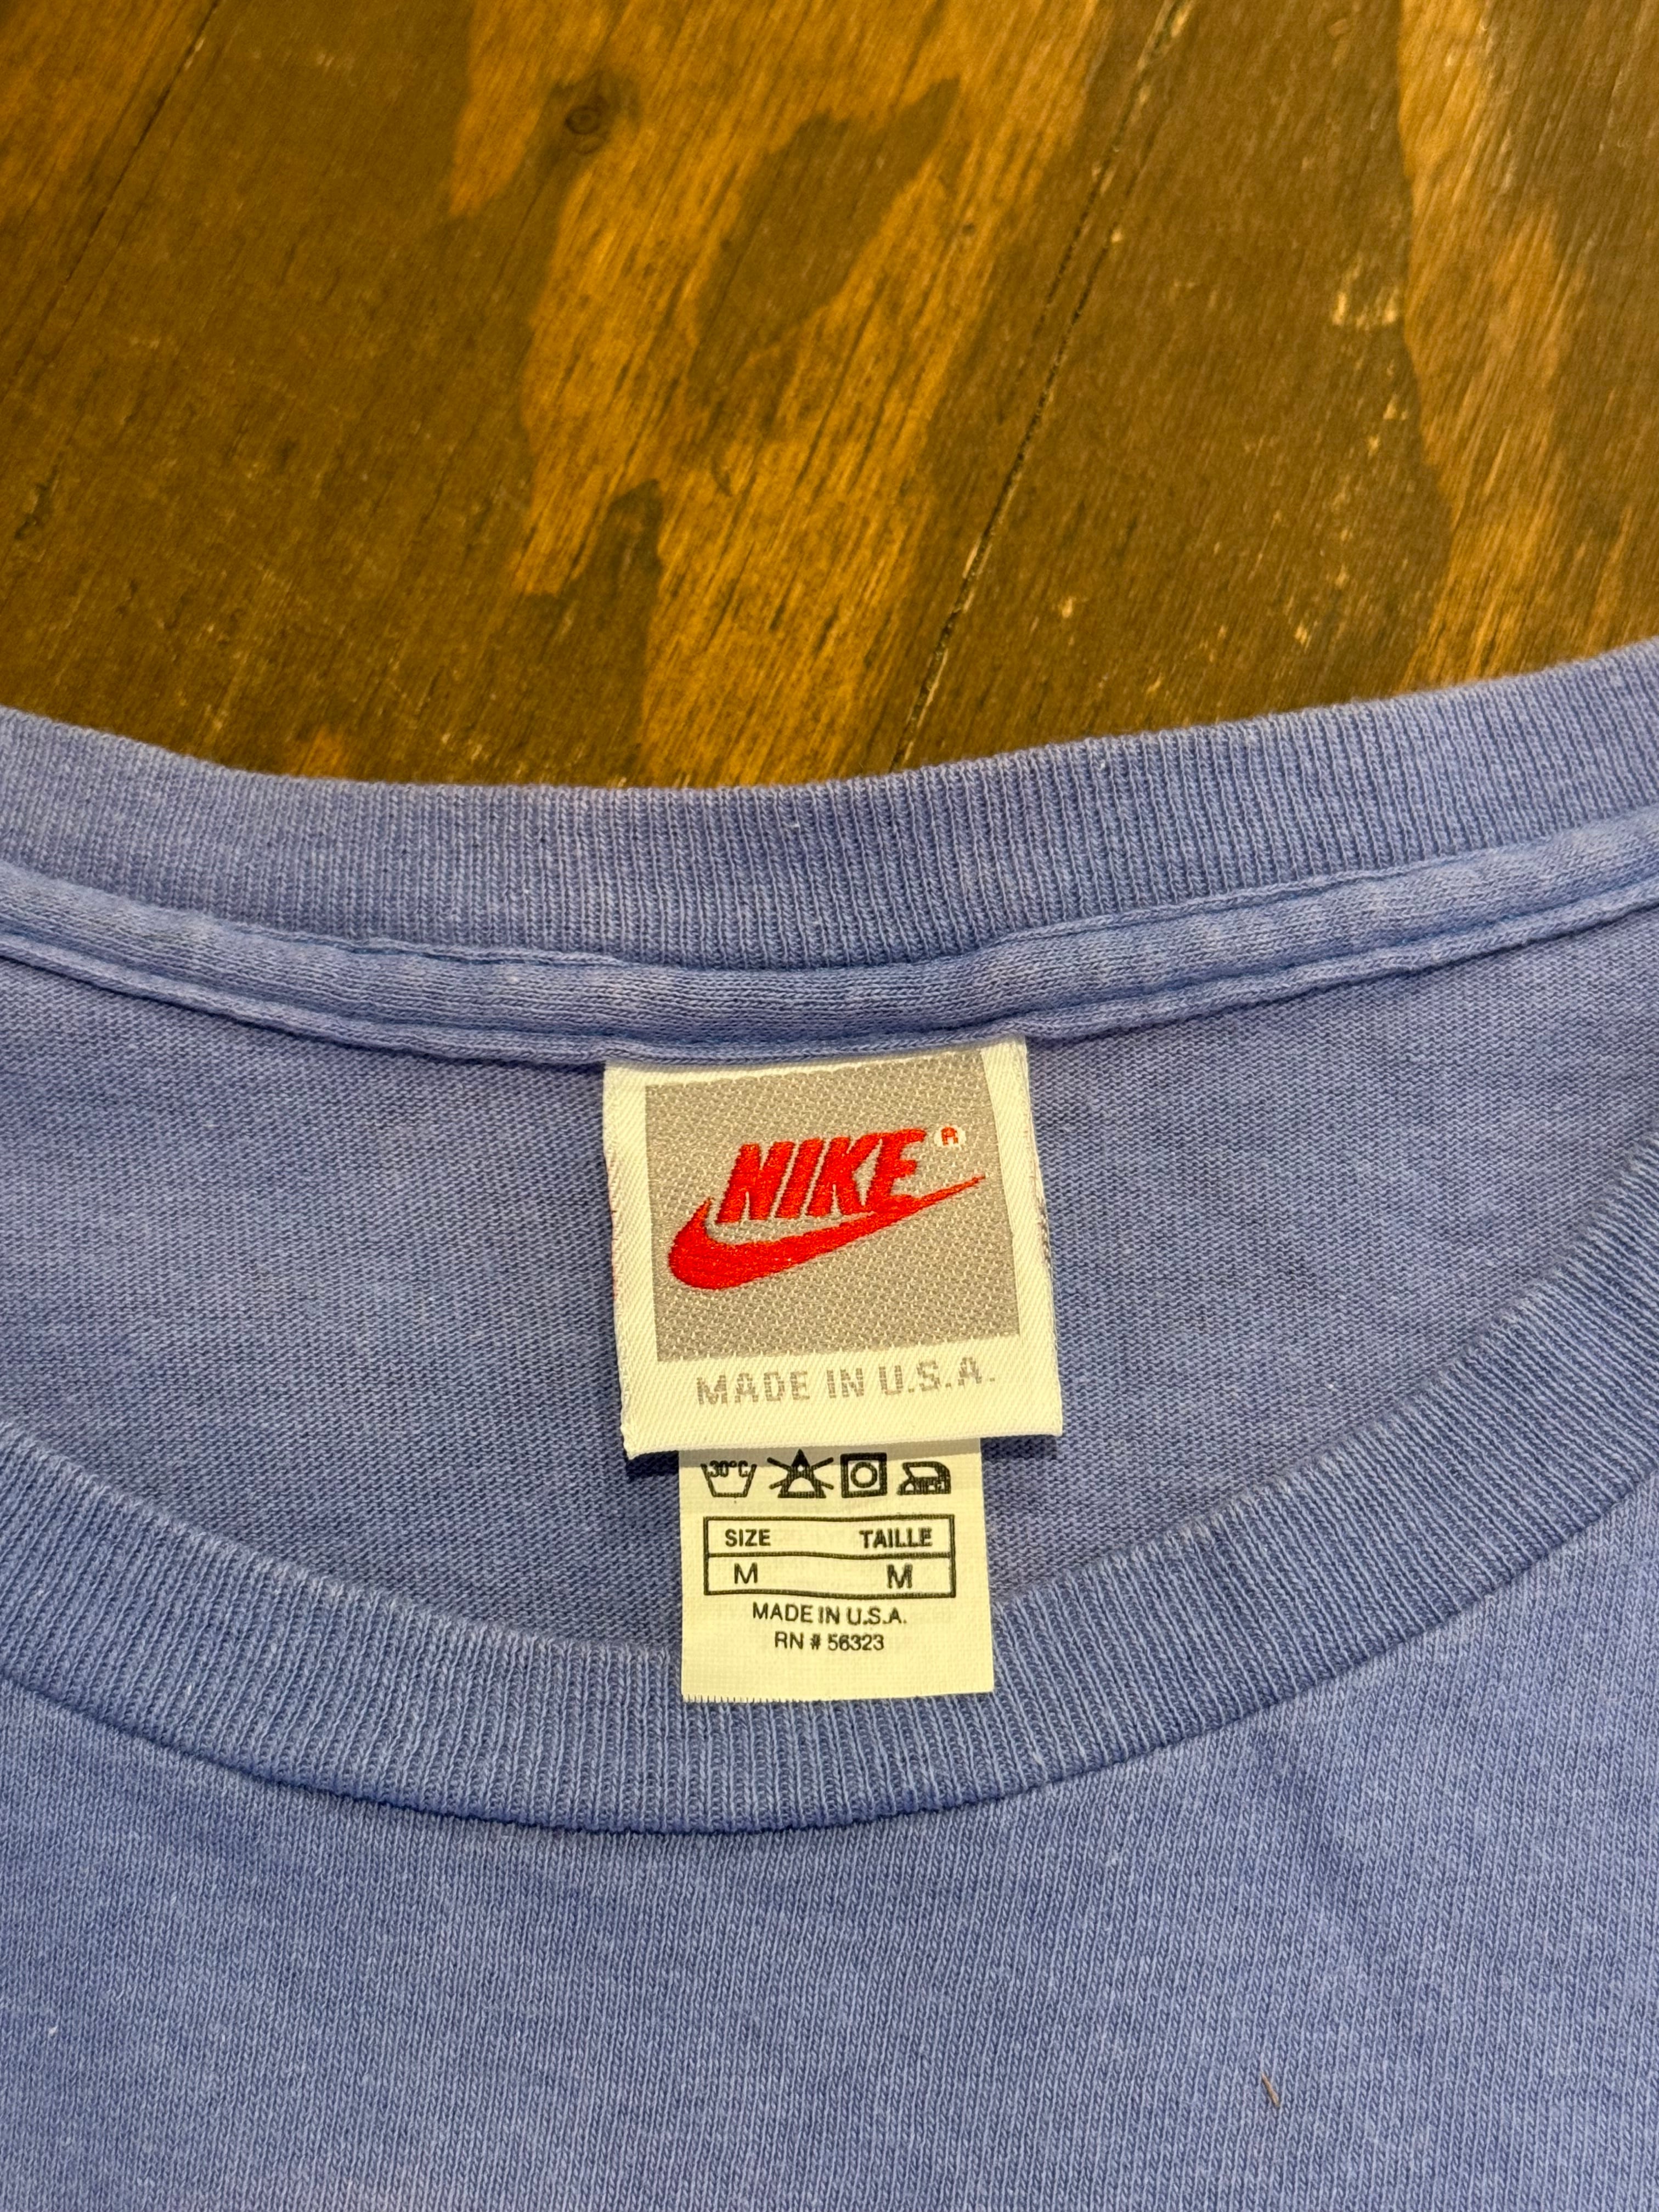 NIKE®
MADE IN U.S.A.
30°C
SIZE TAILLE
M M
MADE IN U.S.A.
RN # 56323